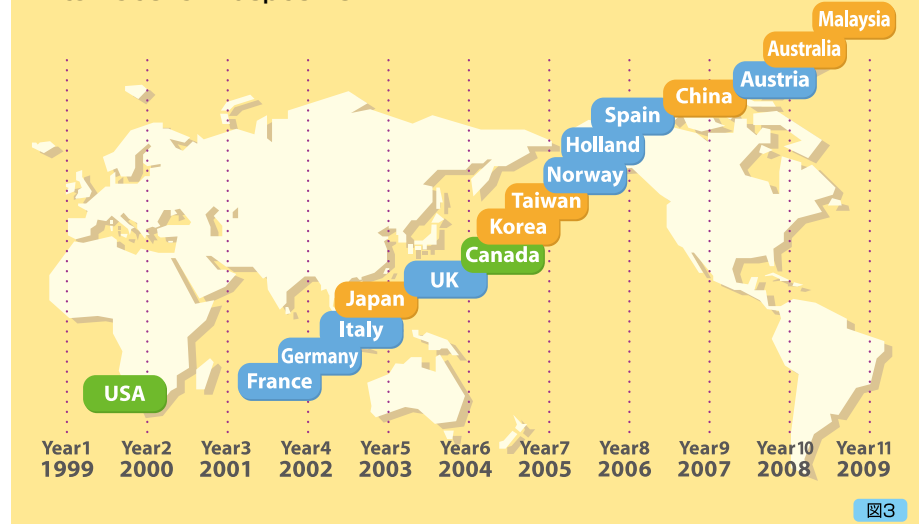 Malaysia
Australia
Austria
China
Spain
Holland
Norway
Taiwan
Korea
Canada
UK
Japan
Italy
Germany
France
USA
Year1 Year2 Year3 Year4 Year5 Year6 Year7 Year8 Year9 Year10 Year11
1999 2000 2001 2002 2003 2004 2005 2006 2007 2008 2009
図3